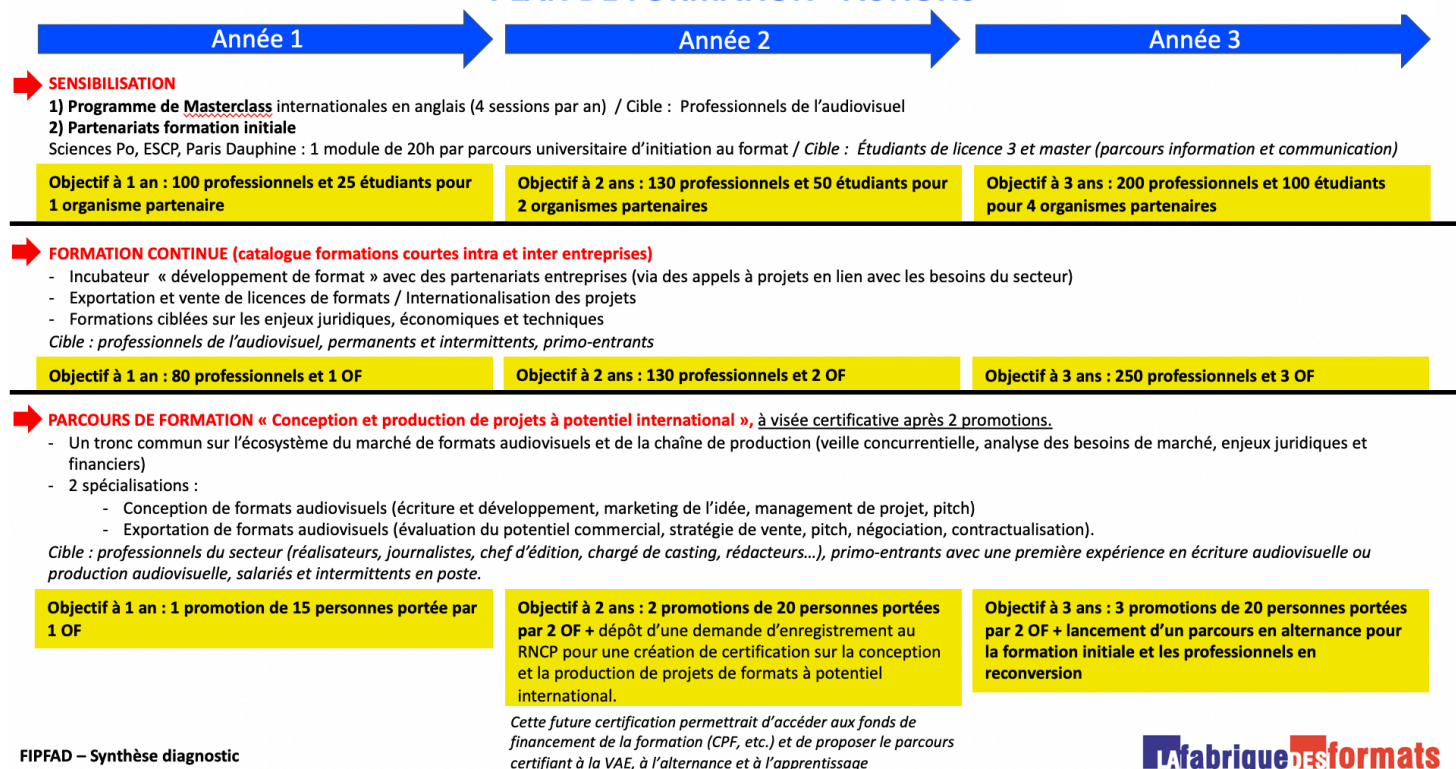 Année 1
Année 2
Année 3
SENSIBILISATION
1) Programme de Masterclass internationales en anglais (4 sessions par an) / Cible : Professionnels de l'audiovisuel
2) Partenariats formation initiale
Sciences Po, ESCP, Paris Dauphine : 1 module de 20h par parcours universitaire d'initiation au format / Cible : Étudiants de licence 3 et master (parcours information et communication)
Objectif à 1 an : 100 professionnels et 25 étudiants pour
1 organisme partenaire
Objectif à 2 ans : 130 professionnels et 50 étudiants pour
2 organismes partenaires
Objectif à 3 ans : 200 professionnels et 100 étudiants
pour 4 organismes partenaires
FORMATION CONTINUE (catalogue formations courtes intra et inter entreprises)
- Incubateur « développement de format » avec des partenariats entreprises (via des appels à projets en lien avec les besoins du secteur)
- Exportation et vente de licences de formats / Internationalisation des projets
- Formations ciblées sur les enjeux juridiques, économiques et techniques
Cible : professionnels de l'audiovisuel, permanents et intermittents, primo-entrants
Objectif à 1 an : 80 professionnels et 1 OF
Objectif à 2 ans : 130 professionnels et 2 OF
Objectif à 3 ans : 250 professionnels et 3 OF
PARCOURS DE FORMATION « Conception et production de projets à potentiel international », à visée certificative après 2 promotions.
- Un tronc commun sur l'écosystème du marché de formats audiovisuels et de la chaîne de production (veille concurrentielle, analyse des besoins de marché, enjeux juridiques et
financiers)
- 2 spécialisations :
- Conception de formats audiovisuels (écriture et développement, marketing de l'idée, management de projet, pitch)
- Exportation de formats audiovisuels (évaluation du potentiel commercial, stratégie de vente, pitch, négociation, contractualisation).
Cible : professionnels du secteur (réalisateurs, journalistes, chef d'édition, chargé de casting, rédacteurs...), primo-entrants avec une première expérience en écriture audiovisuelle ou
production audiovisuelle, salariés et intermittents en poste.
Objectif à 1 an : 1 promotion de 15 personnes portée par
1 OF
Objectif à 2 ans : 2 promotions de 20 personnes portées
par 2 OF + dépôt d'une demande d'enregistrement au
RNCP pour une création de certification sur la conception
et la production de projets de formats à potentiel
international.
Objectif à 3 ans : 3 promotions de 20 personnes portées
par 2 OF + lancement d'un parcours en alternance pour
la formation initiale et les professionnels en
reconversion
Cette future certification permettrait d'accéder aux fonds de
financement de la formation (CPF, etc.) et de proposer le parcours
certifiant à la VAE, à l'alternance et à l'apprentissage
FIPFAD – Synthèse diagnostic
LAfabriqueDESformats